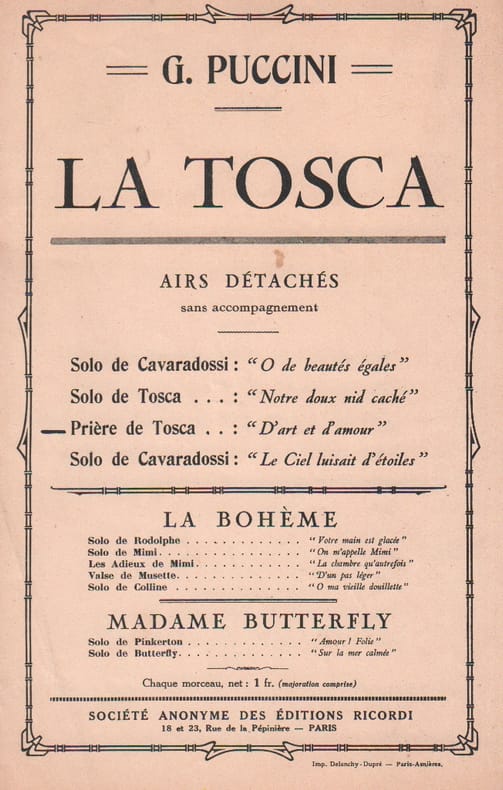 G. PUCCINI
LA TOSCA
AIRS DÉTACHÉS
sans accompagnement
Solo de Cavaradossi : “O de beautés égales”
Solo de Tosca . . . : “Notre doux nid caché”
Prière de Tosca . . : “D'art et d'amour”
Solo de Cavaradossi : “Le Ciel luisait d'étoiles”
LA BOHÈME
Solo de Rodolphe . . . . . . . . . . . . . “Votre main est glacée”
Solo de Mimi . . . . . . . . . . . . . . . “On m'appelle Mimi”
Les Adieux de Mimi . . . . . . . . . . . . “La chambre qu'autrefois”
Valse de Musette . . . . . . . . . . . . . “D'un pas léger”
Solo de Colline . . . . . . . . . . . . . “O ma vieille douillette”
MADAME BUTTERFLY
Solo de Pinkerton . . . . . . . . . . . . . “Amour ! Folie”
Solo de Butterfly . . . . . . . . . . . . . “Sur la mer calmée”
Chaque morceau, net : 1 fr. (majoration comprise)
SOCIÉTÉ ANONYME DES ÉDITIONS RICORDI
18 et 23, Rue de la Pépinière — PARIS
Imp. Delanchy-Dupré — Paris-Asnières.